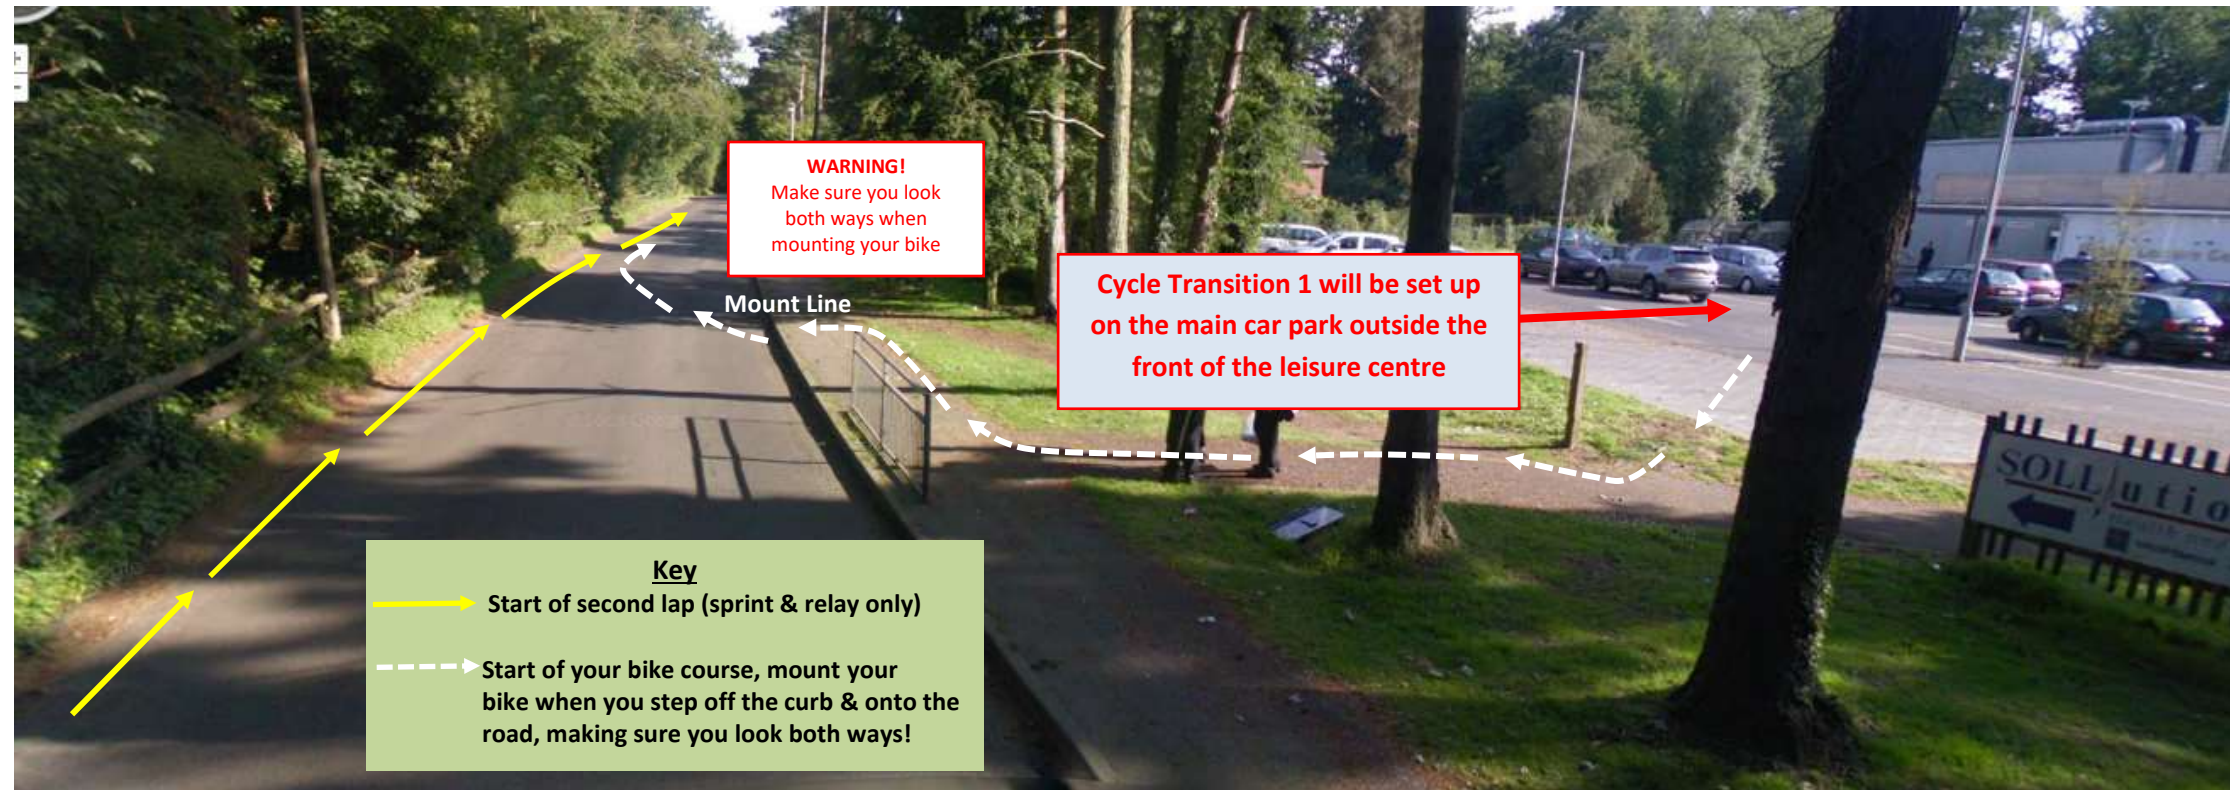 WARNING!
Make sure you look
both ways when
mounting your bike
Mount Line
Cycle Transition 1 will be set up
on the main car park outside the
front of the leisure centre
SOLL/utio
Key
Start of second lap (sprint & relay only)
Start of your bike course, mount your
bike when you step off the curb & onto the
road, making sure you look both ways!